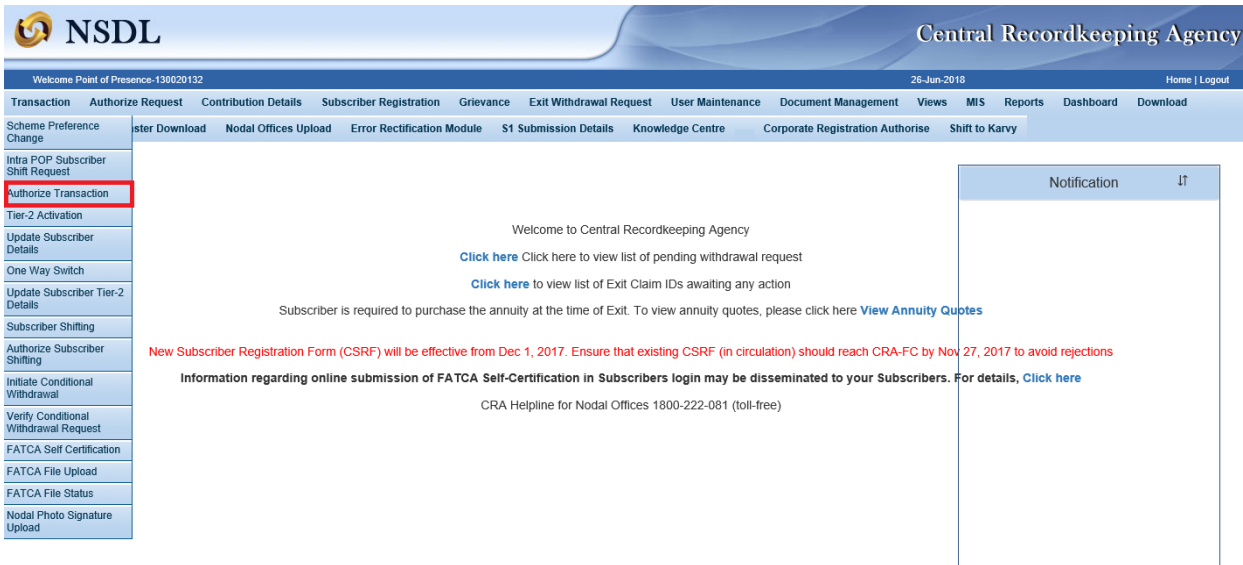 NSDL
Central Recordkeeping Agency
Welcome Point of Presence-130020132 26-Jun-2018 Home | Logout
Transaction Authorize Request Contribution Details Subscriber Registration Grievance Exit Withdrawal Request User Maintenance Document Management Views MIS Reports Dashboard Download
ster Download Nodal Offices Upload Error Rectification Module S1 Submission Details Knowledge Centre Corporate Registration Authorise Shift to Karvy
Scheme Preference
Change
Intra POP Subscriber
Shift Request
Authorize Transaction
Tier-2 Activation
Update Subscriber
Details
One Way Switch
Update Subscriber Tier-2
Details
Subscriber Shifting
Authorize Subscriber
Shifting
Initiate Conditional
Withdrawal
Verify Conditional
Withdrawal Request
FATCA Self Certification
FATCA File Upload
FATCA File Status
Nodal Photo Signature
Upload
Notification
Welcome to Central Recordkeeping Agency
Click here Click here to view list of pending withdrawal request
Click here to view list of Exit Claim IDs awaiting any action
Subscriber is required to purchase the annuity at the time of Exit. To view annuity quotes, please click here View Annuity Quotes
New Subscriber Registration Form (CSRF) will be effective from Dec 1, 2017. Ensure that existing CSRF (in circulation) should reach CRA-FC by Nov 27, 2017 to avoid rejections
Information regarding online submission of FATCA Self-Certification in Subscribers login may be disseminated to your Subscribers. For details, Click here
CRA Helpline for Nodal Offices 1800-222-081 (toll-free)